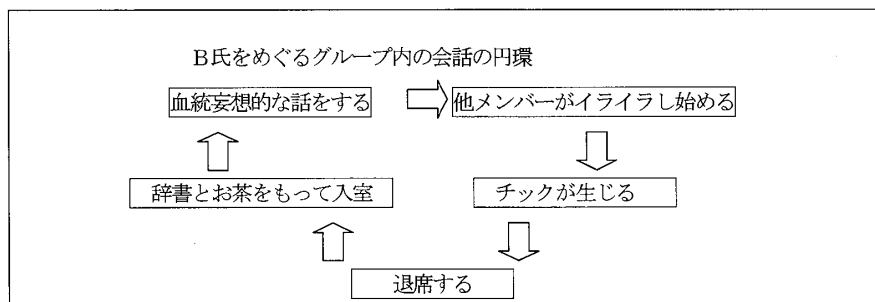 B氏をめぐるグループ内の会話の円環
血統妄想的な話をする
他メンバーがイライラし始める
辞書とお茶をもって入室
チックが生じる
退席する